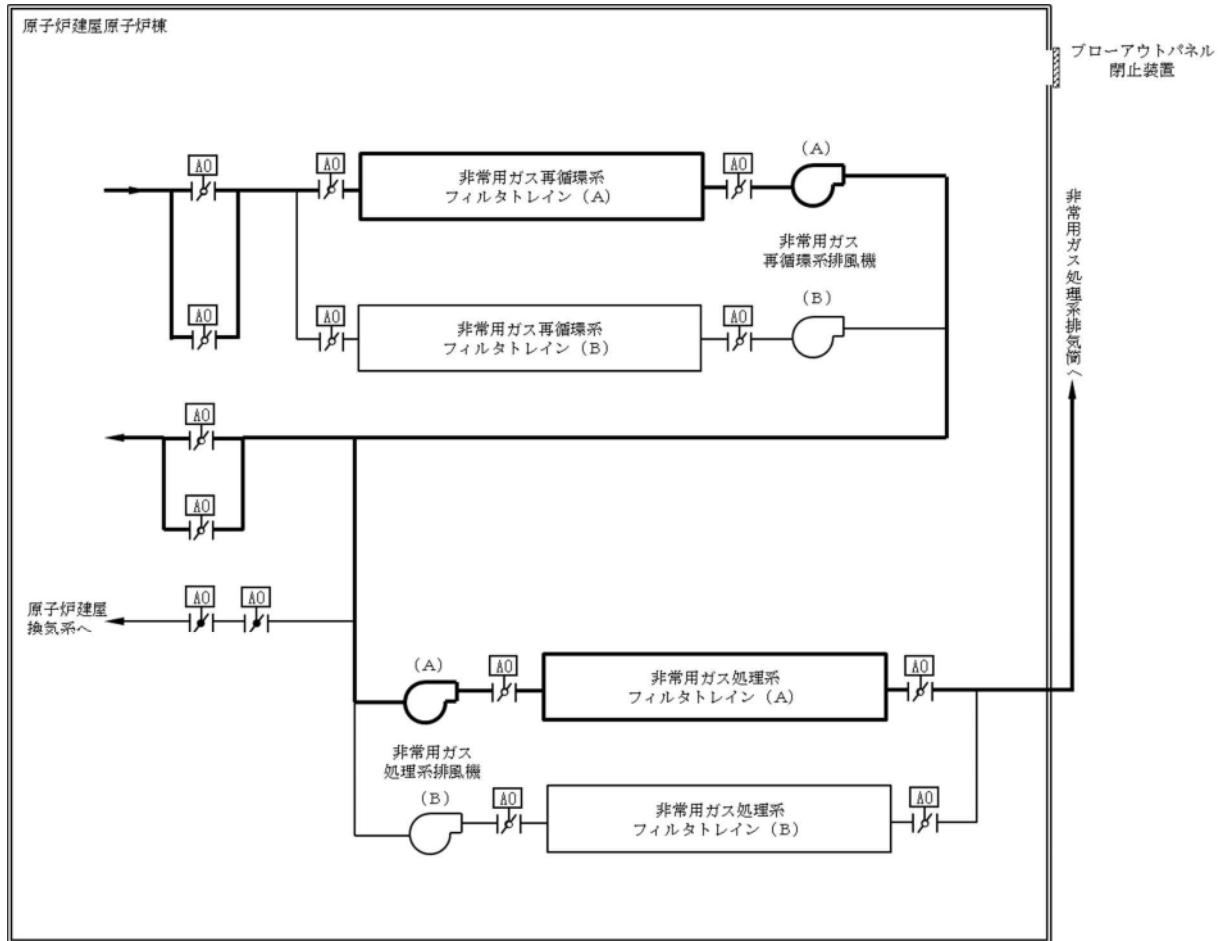 原子炉建屋原子炉棟
ブローアウトパネル
閉止装置
AO
AO
AO
(A)
非常用ガス再循環系
フィルタトレイン(A)
非常用ガス
再循環系排風機
AO
AO
AO
(B)
非常用ガス再循環系
フィルタトレイン(B)
非常用ガス処理系排気筒へ
AO
AO
AO
AO
原子炉建屋
換気系へ
(A)
AO
非常用ガス処理系
フィルタトレイン(A)
AO
非常用ガス
処理系排風機
(B)
AO
非常用ガス処理系
フィルタトレイン(B)
AO